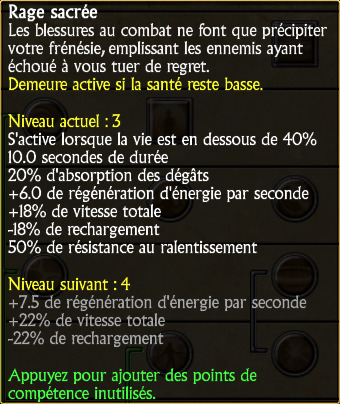 Rage sacrée
Les blessures au combat ne font que précipiter
votre frénésie, emplissant les ennemis ayant
échoué à vous tuer de regret.
Demeure active si la santé reste basse.
Niveau actuel : 3
S'active lorsque la vie est en dessous de 40%
10.0 secondes de durée
20% d'absorption des dégâts
+6.0 de régénération d'énergie par seconde
+18% de vitesse totale
-18% de rechargement
50% de résistance au ralentissement
Niveau suivant : 4
+7.5 de régénération d'énergie par seconde
+22% de vitesse totale
-22% de rechargement
Appuyez pour ajouter des points de
compétence inutilisés.